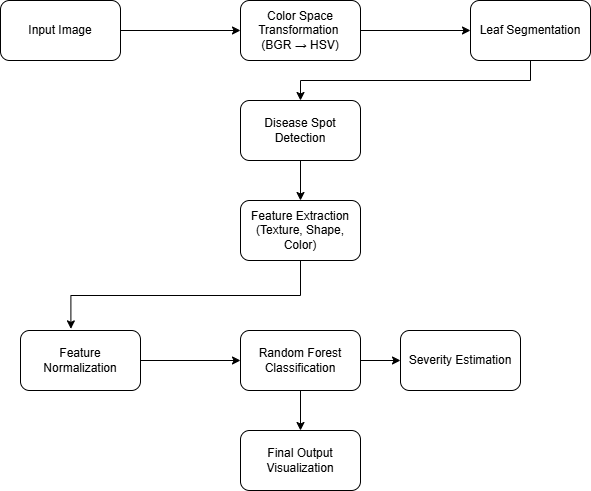 Input Image
Color Space
Transformation
(BGR → HSV)
Leaf Segmentation
Disease Spot
Detection
Feature Extraction
(Texture, Shape,
Color)
Feature
Normalization
Random Forest
Classification
Severity Estimation
Final Output
Visualization